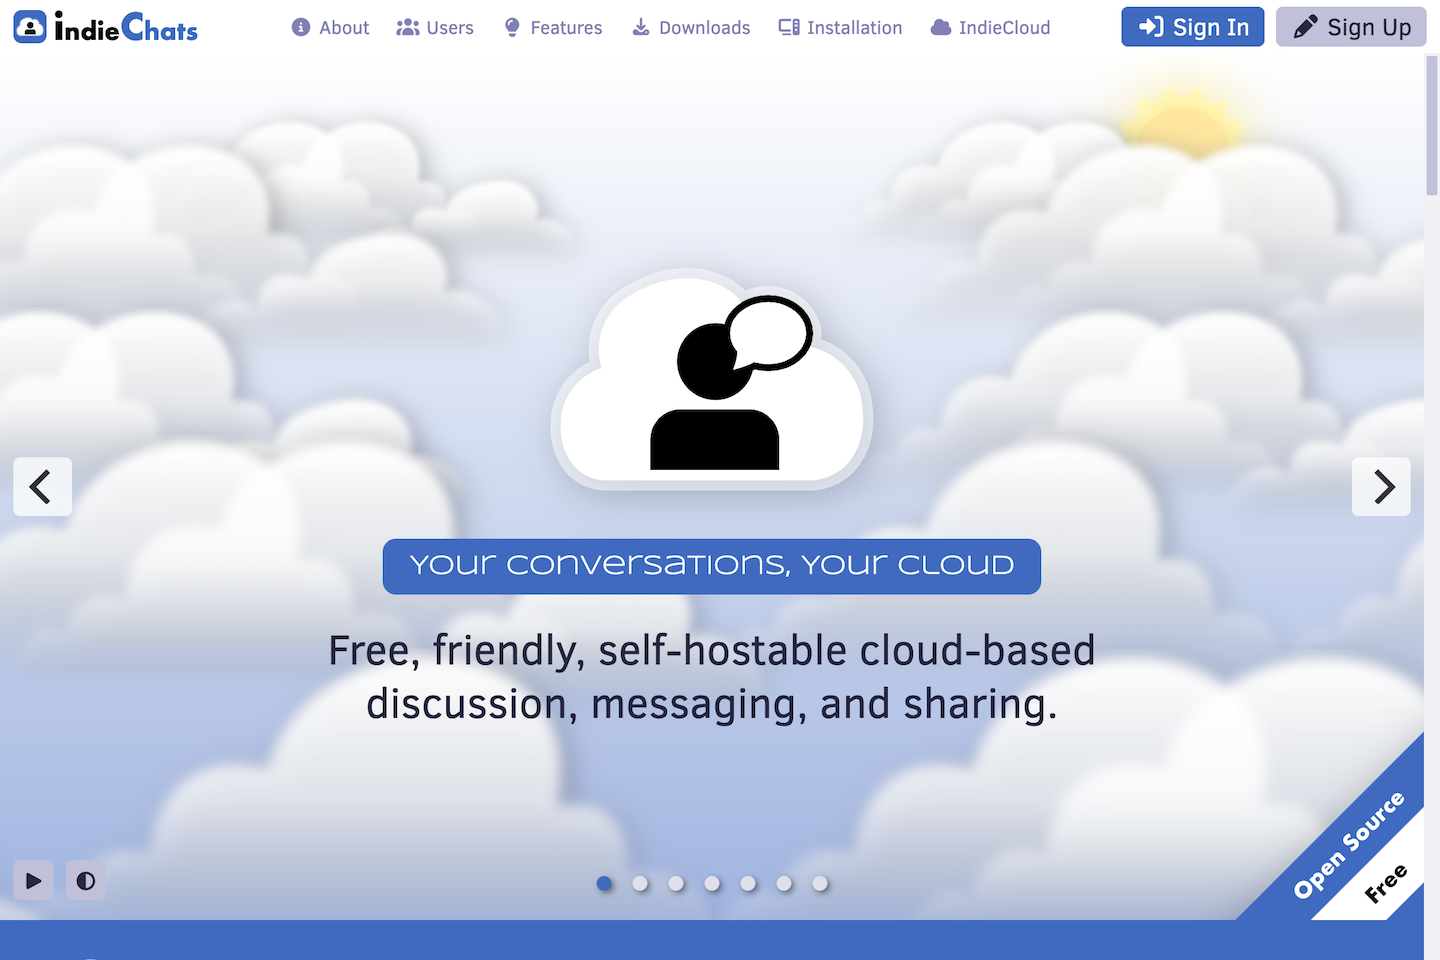 IndieChats
About
Users
Features
Downloads
Installation
IndieCloud
Sign In
Sign Up
Your conversations, your cloud
Free, friendly, self-hostable cloud-based
discussion, messaging, and sharing.
Open Source
Free